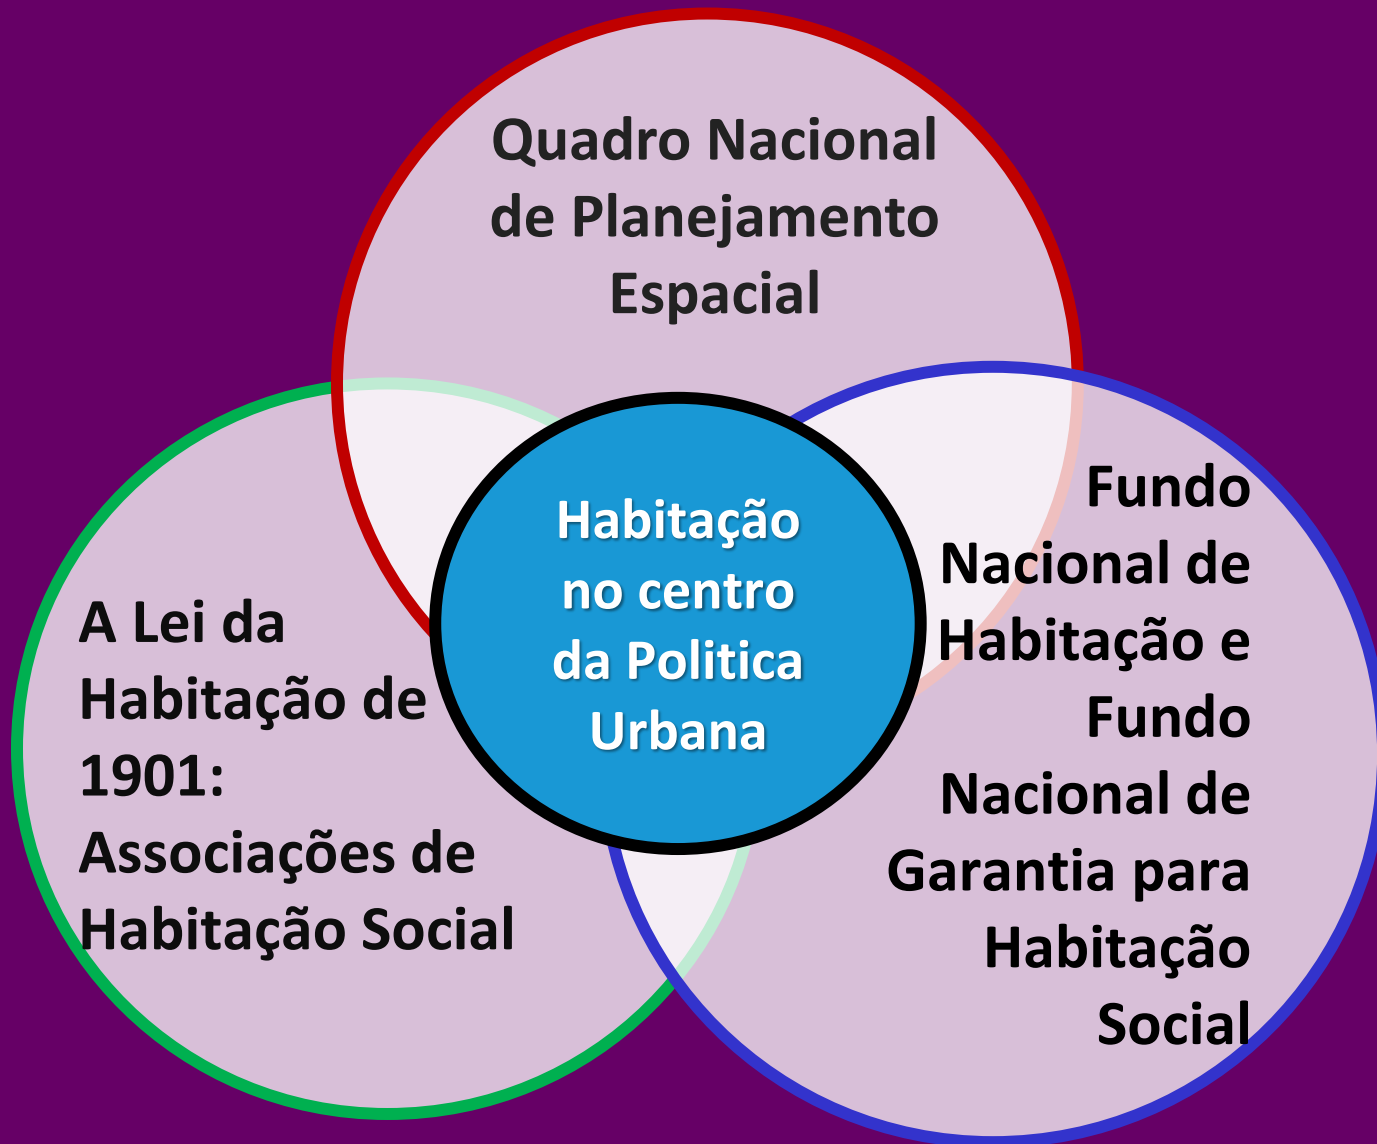 Quadro Nacional
de Planejamento
Espacial
Habitação
no centro
da Politica
Urbana
A Lei da
Habitação de
1901:
Associações de
Habitação Social
Fundo
Nacional de
Habitação e
Fundo
Nacional de
Garantia para
Habitação
Social